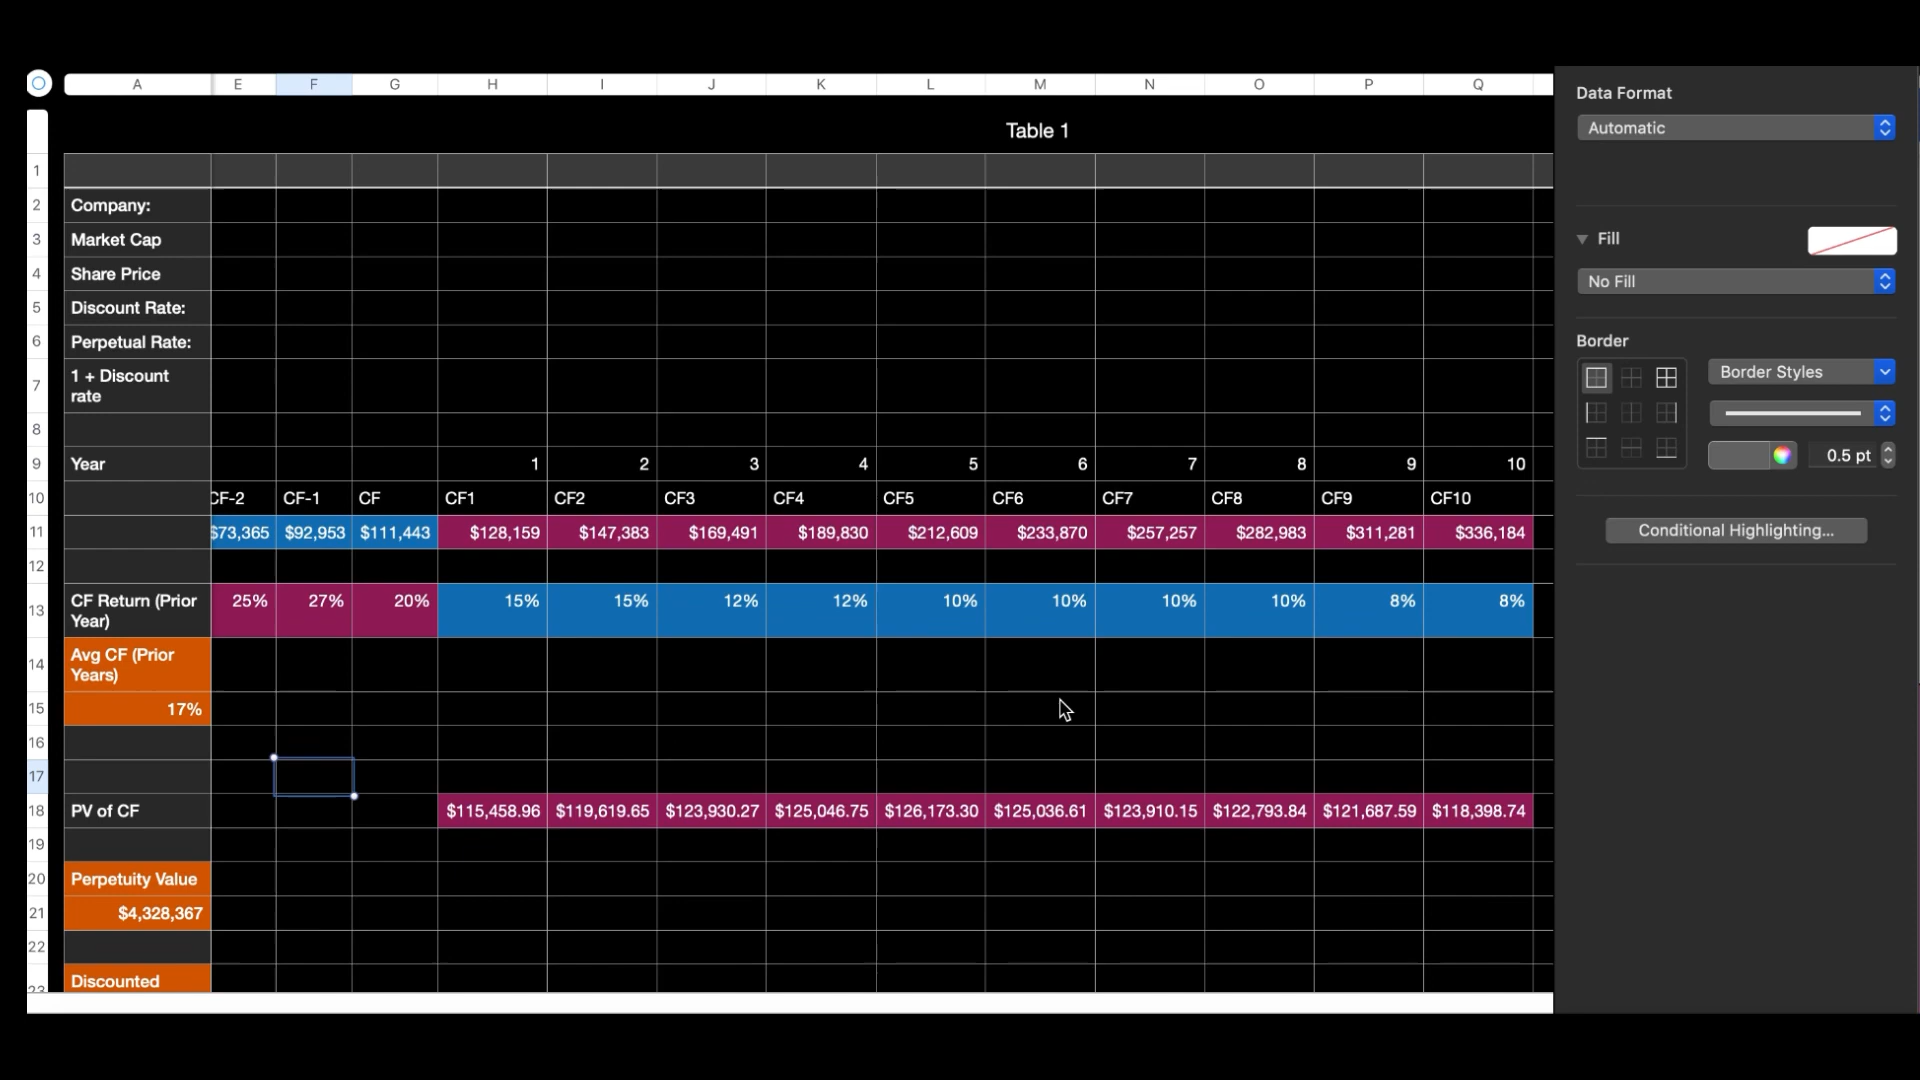 A E F G H I J K L M N O P Q
Table 1
1
2 Company:
3 Market Cap
4 Share Price
5 Discount Rate:
6 Perpetual Rate:
7 1 + Discount
rate
8
9 Year 1 2 3 4 5 6 7 8 9 10
10 CF-2 CF-1 CF CF1 CF2 CF3 CF4 CF5 CF6 CF7 CF8 CF9 CF10
11 $73,365 $92,953 $111,443 $128,159 $147,383 $169,491 $189,830 $212,609 $233,870 $257,257 $282,983 $311,281 $336,184
12
13 CF Return (Prior
Year) 25% 27% 20% 15% 15% 12% 12% 10% 10% 10% 10% 8% 8%
14 Avg CF (Prior
Years)
15 17%
16
17
18 PV of CF $115,458.96 $119,619.65 $123,930.27 $125,046.75 $126,173.30 $125,036.61 $123,910.15 $122,793.84 $121,687.59 $118,398.74
19
20 Perpetuity Value
21 $4,328,367
22
23 Discounted
Data Format
Automatic
Fill
No Fill
Border
Border Styles
0.5 pt
Conditional Highlighting...